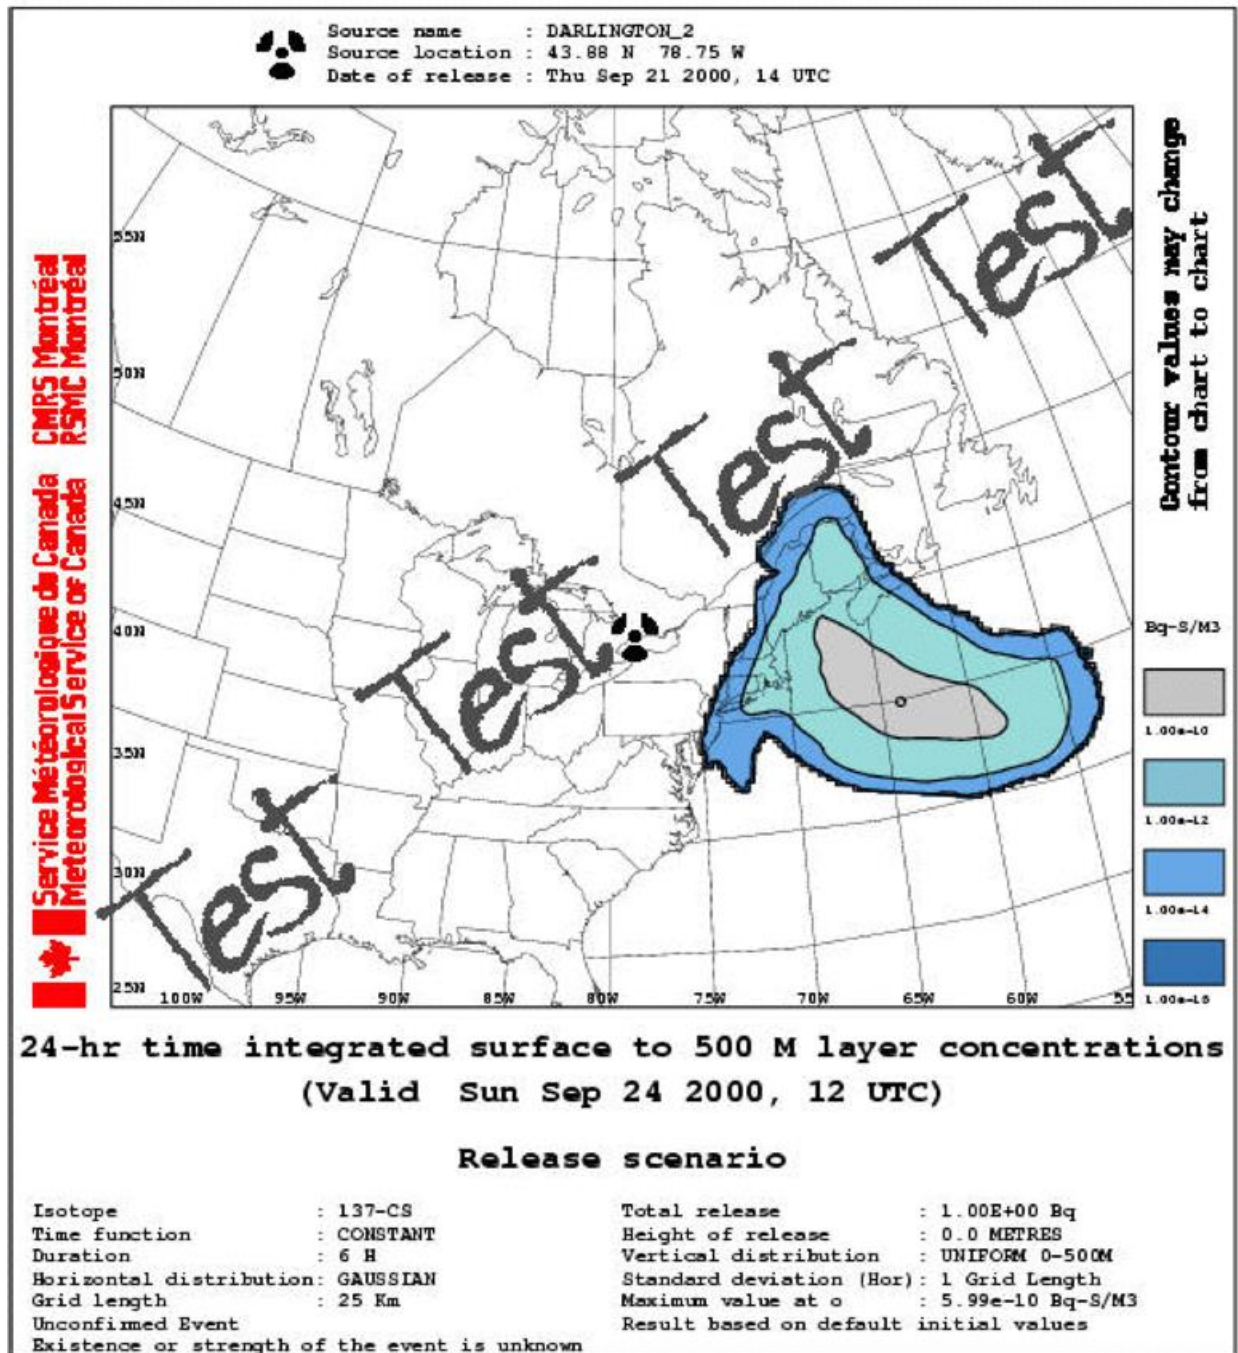 Source name : DARLINGTON_2
Source location : 43.88 N 78.75 W
Date of release : Thu Sep 21 2000, 14 UTC
Service Météorologique du Canada CMRS Montréal
Meteorological Service of Canada RSMC Montréal
Contour values may change
from chart to chart
Test
Test
Test
Test
55N
50N
45N
40N
35N
30N
25N
100W 95W 90W 85W 80W 75W 70W 65W 60W 55
Bq-S/M3
1.00e-10
1.00e-12
1.00e-14
1.00e-16
24-hr time integrated surface to 500 M layer concentrations
(Valid Sun Sep 24 2000, 12 UTC)
Release scenario
Isotope : 137-CS
Time function : CONSTANT
Duration : 6 H
Horizontal distribution: GAUSSIAN
Grid length : 25 Km
Unconfirmed Event
Existence or strength of the event is unknown
Total release : 1.00E+00 Bq
Height of release : 0.0 METRES
Vertical distribution : UNIFORM 0-500M
Standard deviation (Hor): 1 Grid Length
Maximum value at o : 5.99e-10 Bq-S/M3
Result based on default initial values